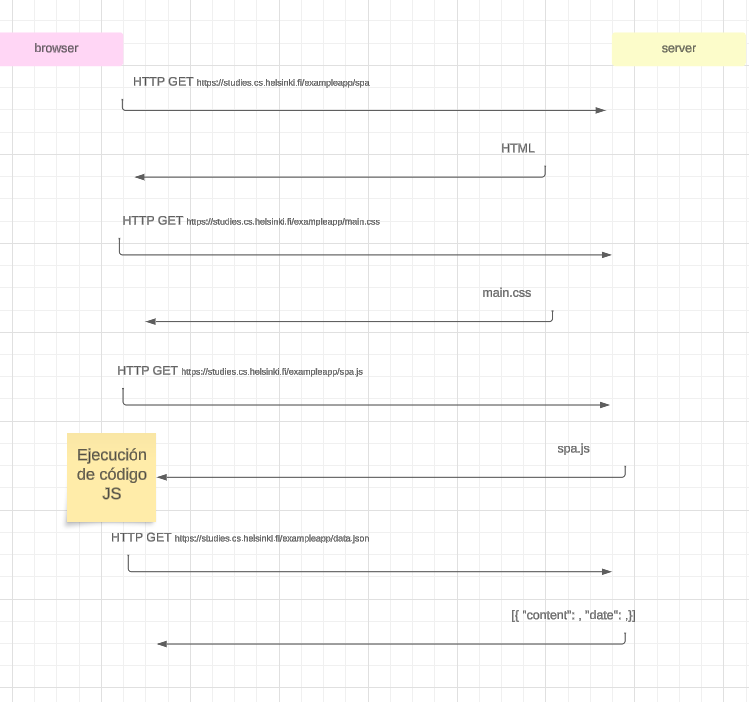 browser
server
HTTP GET https://studies.cs.helsinki.fi/exampleapp/spa
HTML
HTTP GET https://studies.cs.helsinki.fi/exampleapp/main.css
main.css
HTTP GET https://studies.cs.helsinki.fi/exampleapp/spa.js
spa.js
Ejecución
de código
JS
HTTP GET https://studies.cs.helsinki.fi/exampleapp/data.json
[{ "content": , "date": ,}]